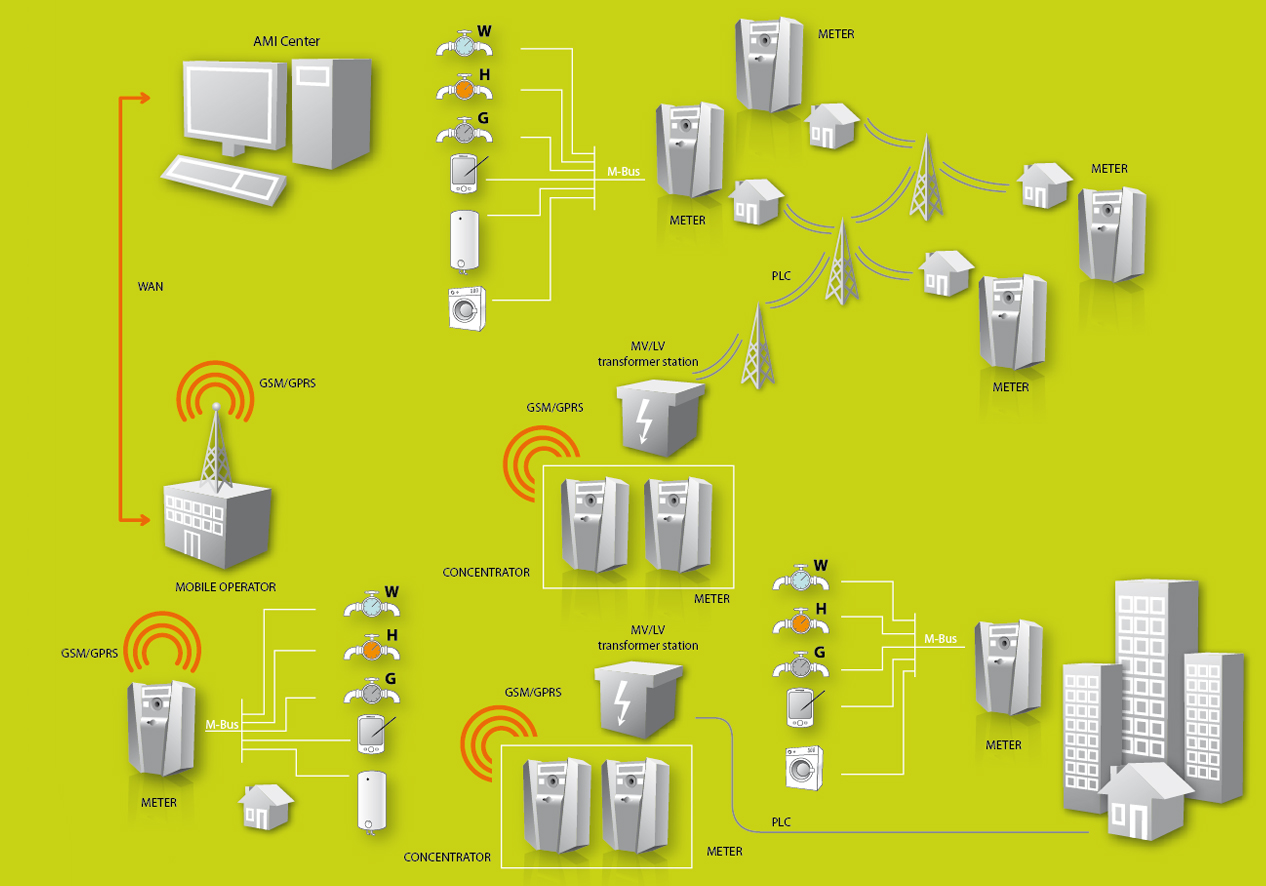 AMI Center
W
H
G
M-Bus
METER
METER
METER
METER
PLC
WAN
GSM/GPRS
MOBILE OPERATOR
MV/LV
transformer station
GSM/GPRS
CONCENTRATOR
METER
GSM/GPRS
METER
M-Bus
W
H
G
MV/LV
transformer station
GSM/GPRS
CONCENTRATOR
METER
W
H
G
M-Bus
METER
PLC